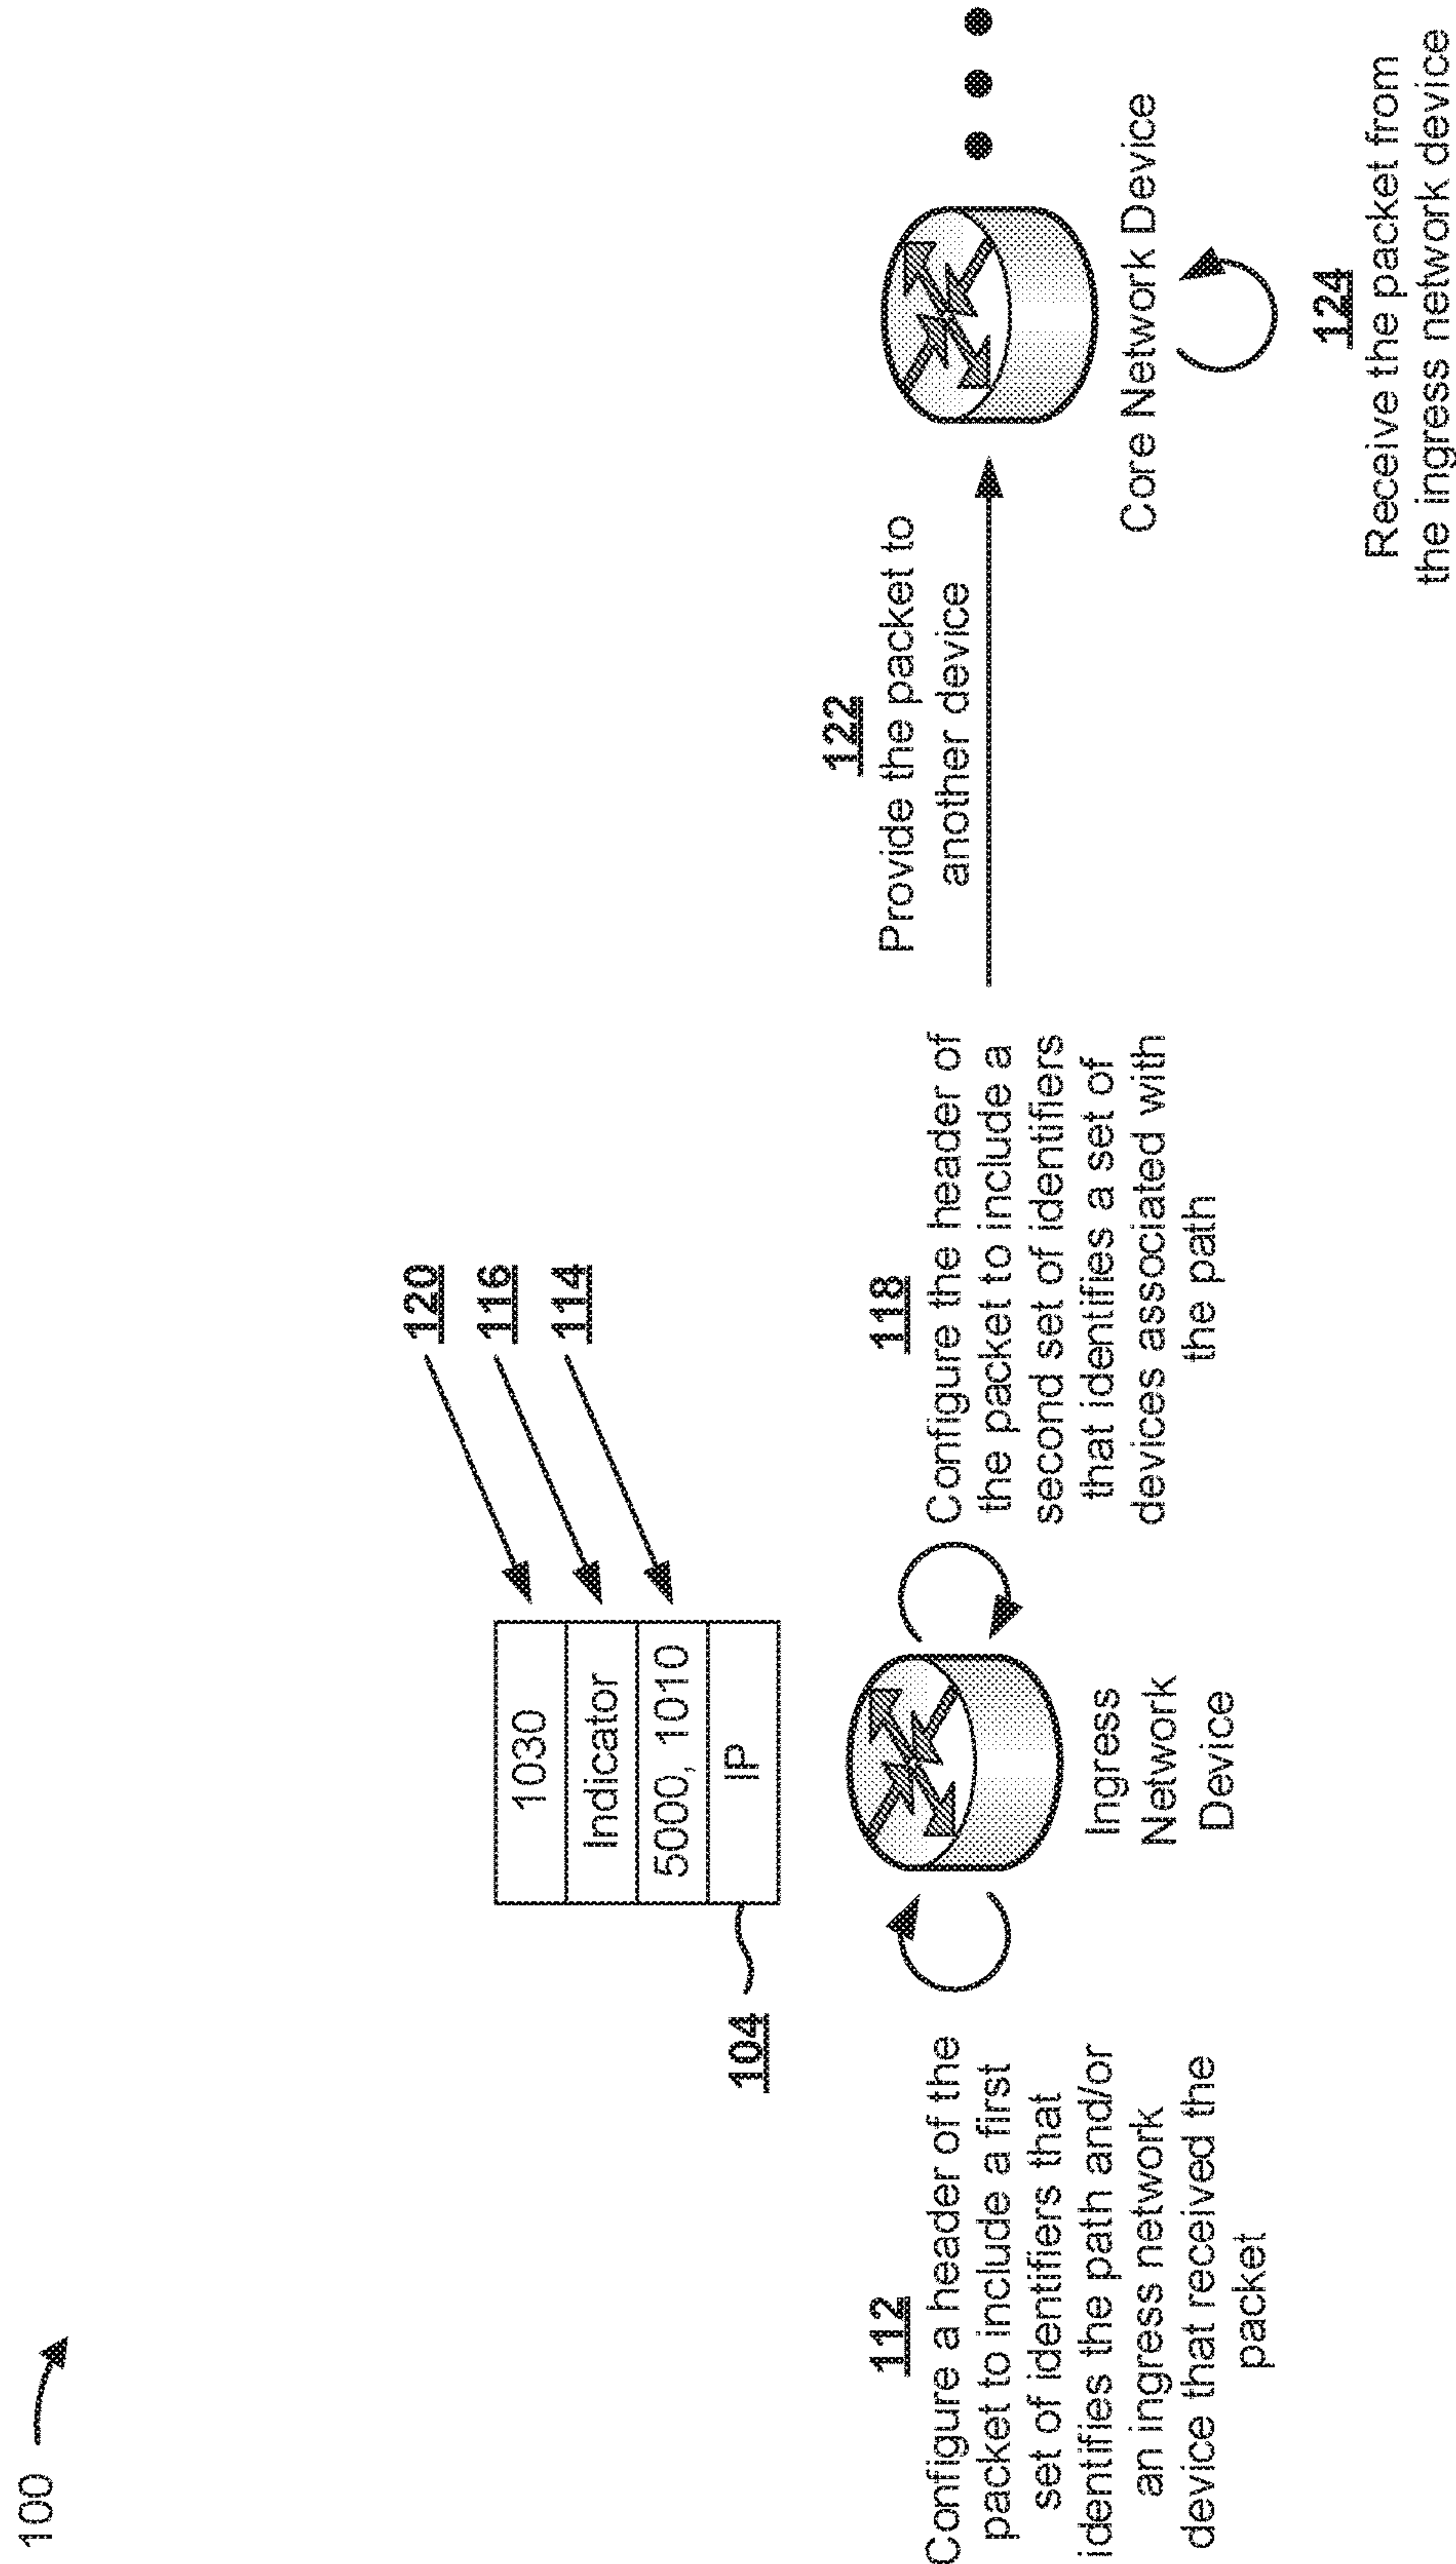 100
120
116
114
1030
Indicator
5000, 1010
IP
104
112
Configure a header of the
packet to include a first
set of identifiers that
identifies the path and/or
an ingress network
device that received the
packet
Ingress
Network
Device
118
Configure the header of
the packet to include a
second set of identifiers
that identifies a set of
devices associated with
the path
122
Provide the packet to
another device
Core Network Device
124
Receive the packet from
the ingress network device